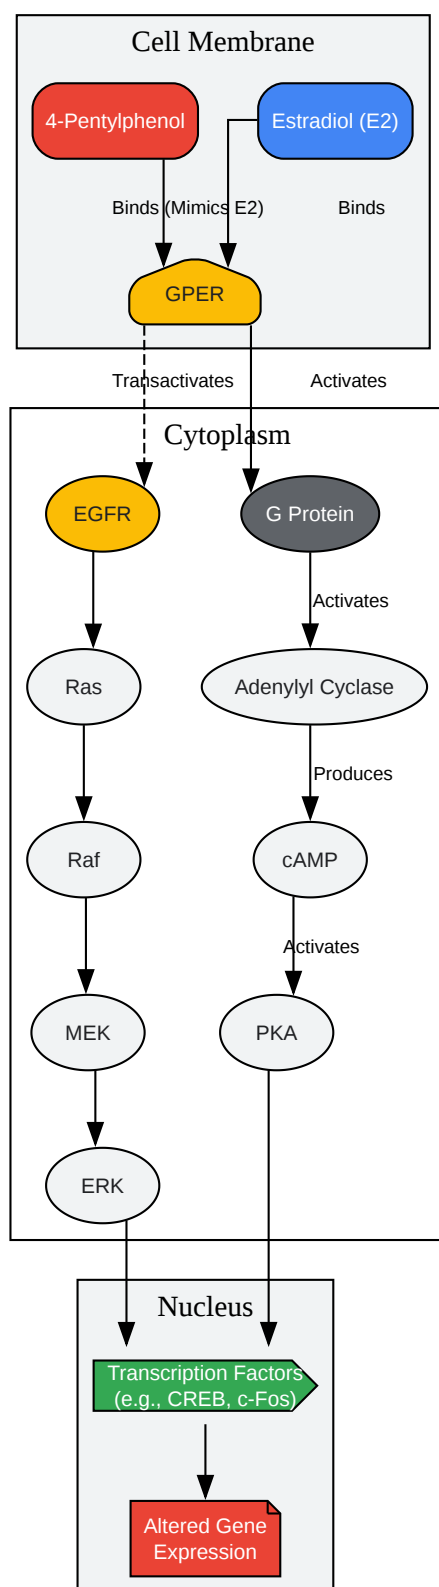 Cell Membrane
4-Pentylphenol
Estradiol (E2)
Binds (Mimics E2)
Binds
GPER
Transactivates
Activates
Cytoplasm
EGFR
G Protein
Activates
Ras
Adenylyl Cyclase
Produces
Raf
cAMP
Activates
MEK
PKA
ERK
Nucleus
Transcription Factors
(e.g., CREB, c-Fos)
Altered Gene
Expression